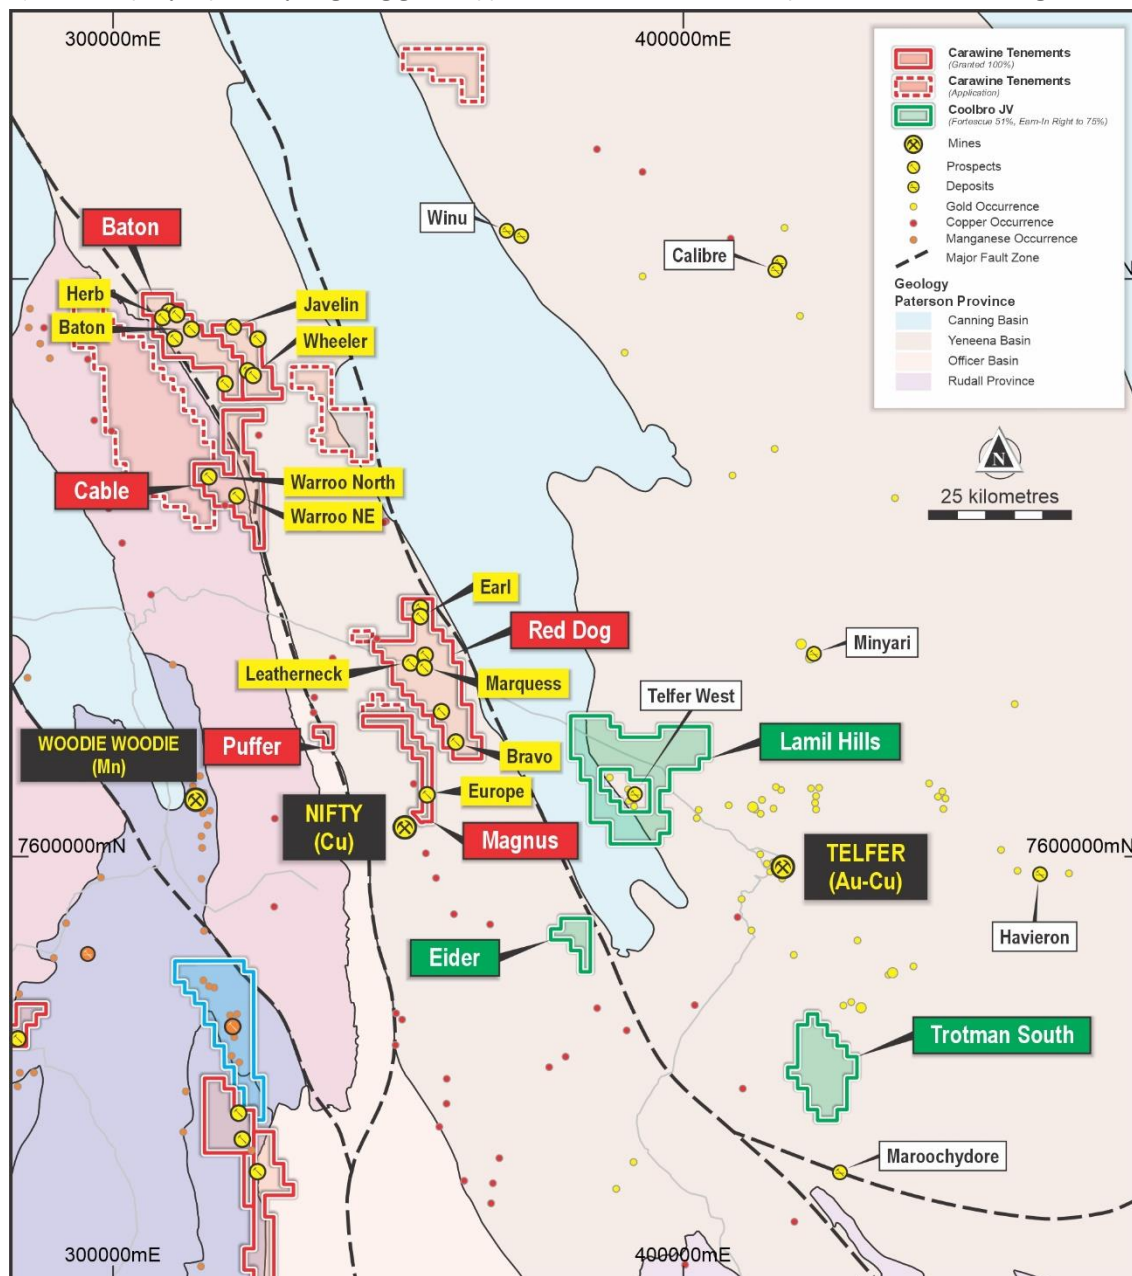 300000mE
400000mE
Carawine Tenements
(Granted 100%)
Carawine Tenements
(Application)
Coolbro JV
(Fortescue 51%, Earn-In Right to 75%)
Mines
Prospects
Deposits
Gold Occurrence
Copper Occurrence
Manganese Occurrence
Major Fault Zone
Geology
Paterson Province
Canning Basin
Yeneena Basin
Officer Basin
Rudall Province
Winu
Baton
Calibre
N
Herb
Javelin
Baton
Wheeler
N
Warroo North
Cable
25 kilometres
Warroo NE
Earl
Red Dog
Minyari
Leatherneck
Marquess
Telfer West
WOODIE WOODIE
(Mn)
Puffer
Lamil Hills
Bravo
Europe
NIFTY
(Cu)
Magnus
7600000mN
TELFER
(Au-Cu)
7600000mN
Havieron
Eider
Trotman South
Maroochydore
300000mE
400000mE